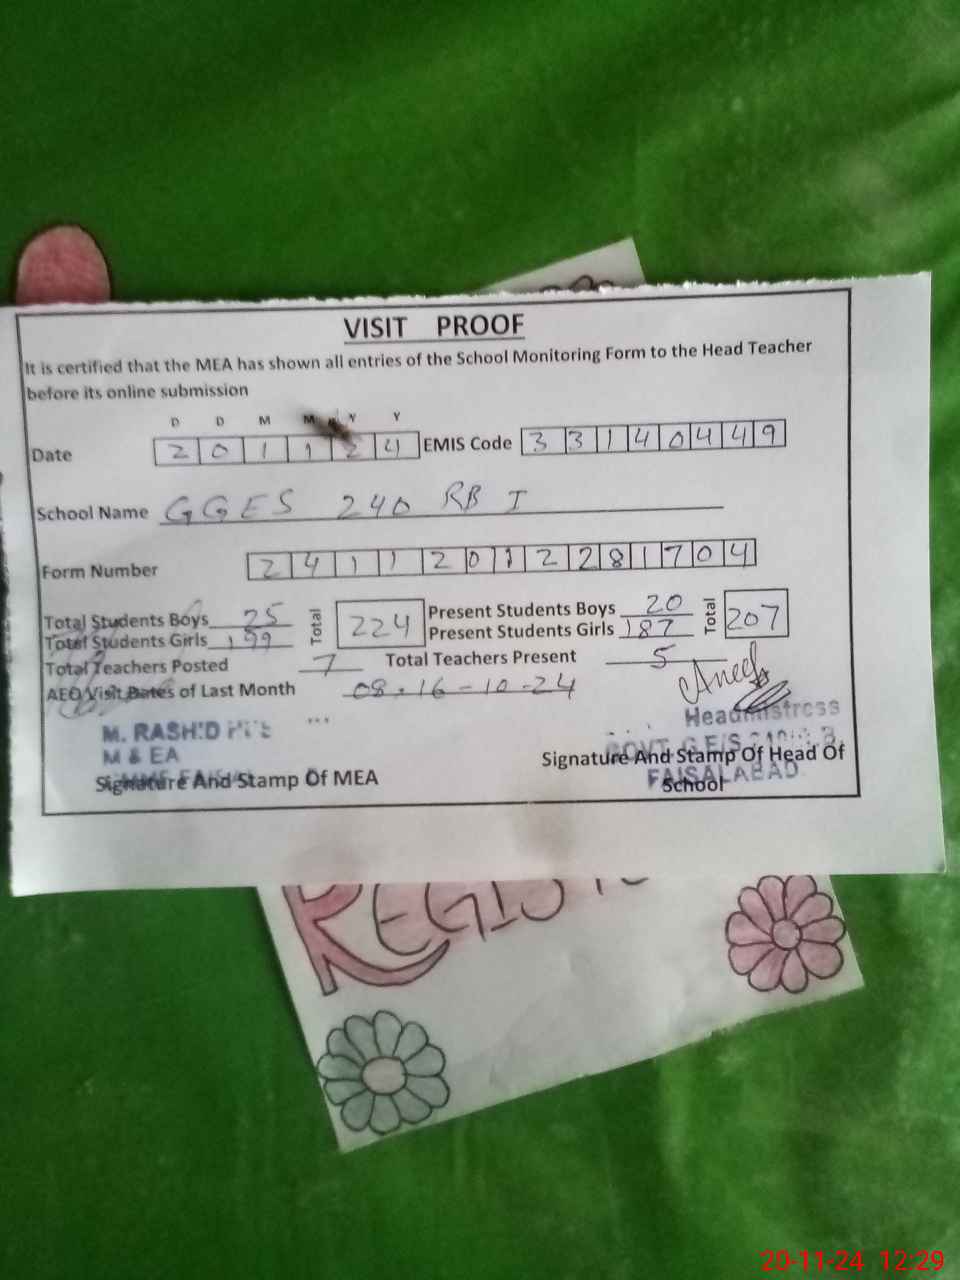 VISIT PROOF
It is certified that the MEA has shown all entries of the School Monitoring Form to the Head Teacher
before its online submission
D D M M Y Y
Date 2 0 1 1 2 4 EMIS Code 3 3 1 4 0 4 4 9
School Name GGES 240 RB I
Form Number 2 4 1 1 2 0 1 2 2 8 1 7 0 4
Total Students Boys 25 Total 224 Present Students Boys 20 Total 207
Total Students Girls 199 Present Students Girls 187
Total Teachers Posted 7 Total Teachers Present 5
AEO Visit Dates of Last Month 08, 16-10-24
M. RASHID
M & EA
Signature And Stamp Of MEA
Headmistress
GOVT. G.E/S
Signature And Stamp Of Head Of
School
FAISALABAD
REGIST
20-11-24 12:29